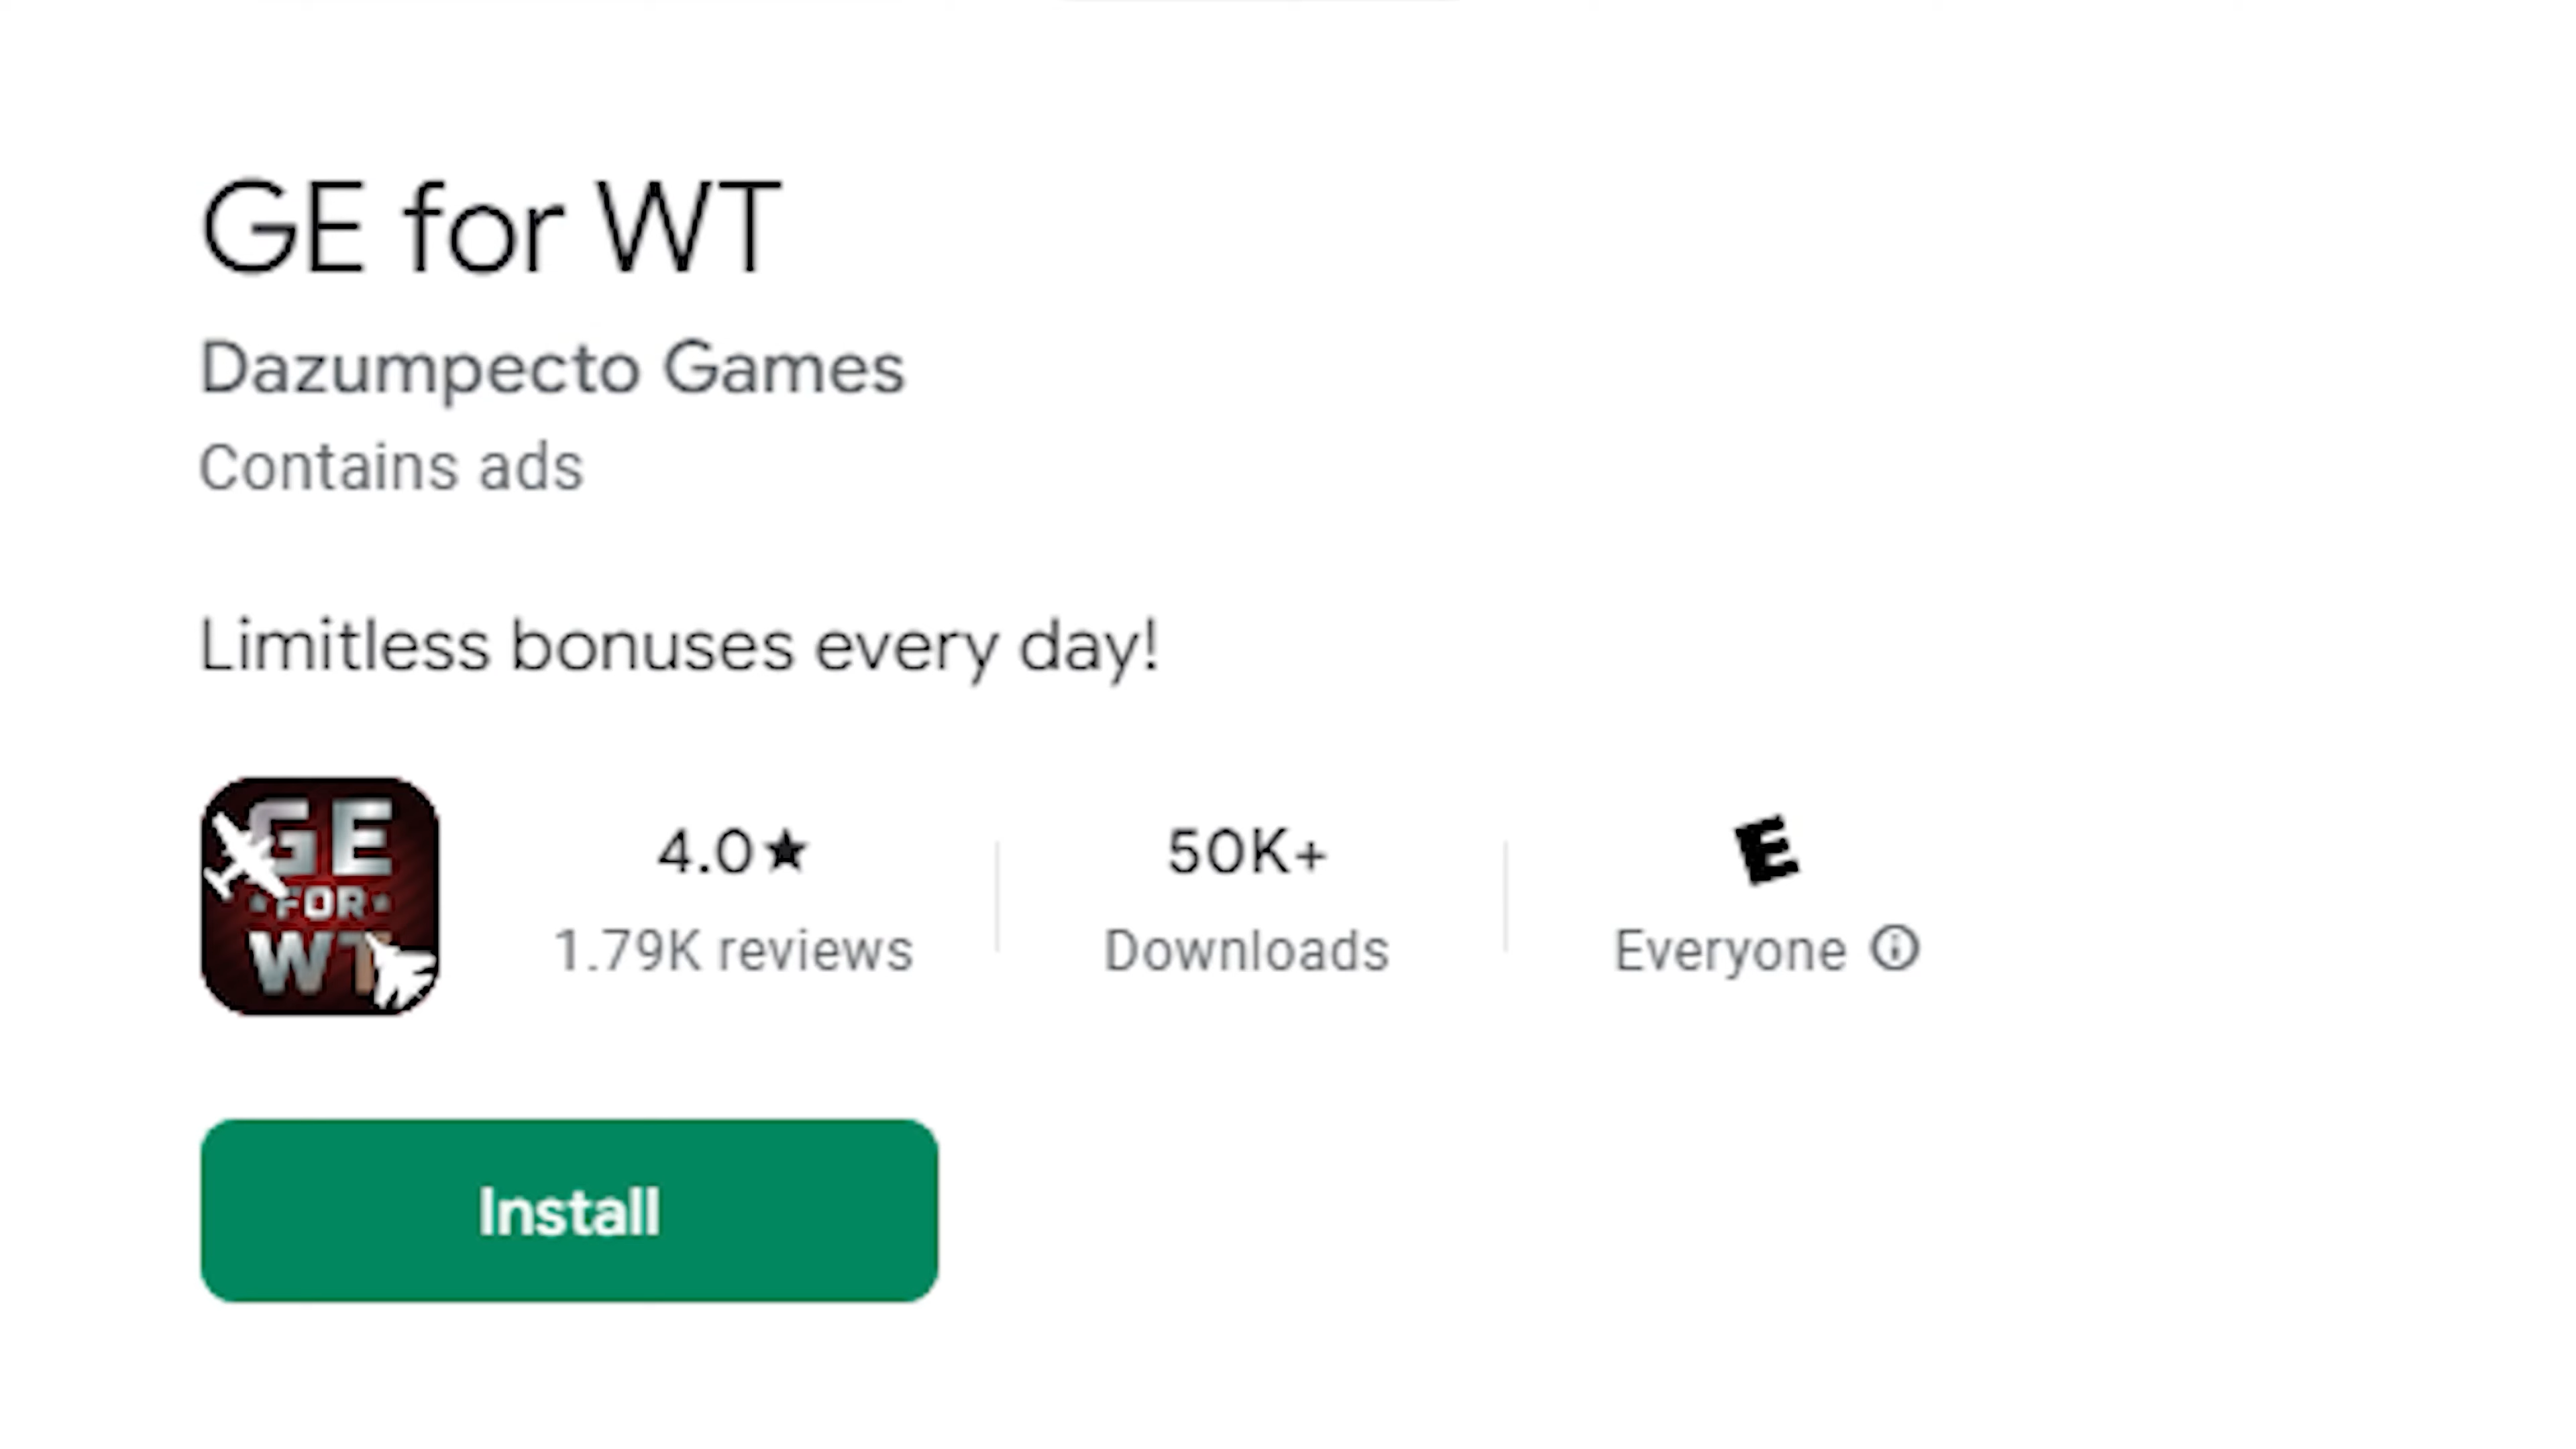 GE for WT
Dazumpecto Games
Contains ads
Limitless bonuses every day!
GE
FOR
WT
4.0★
1.79K reviews
50K+
Downloads
E
Everyone
Install